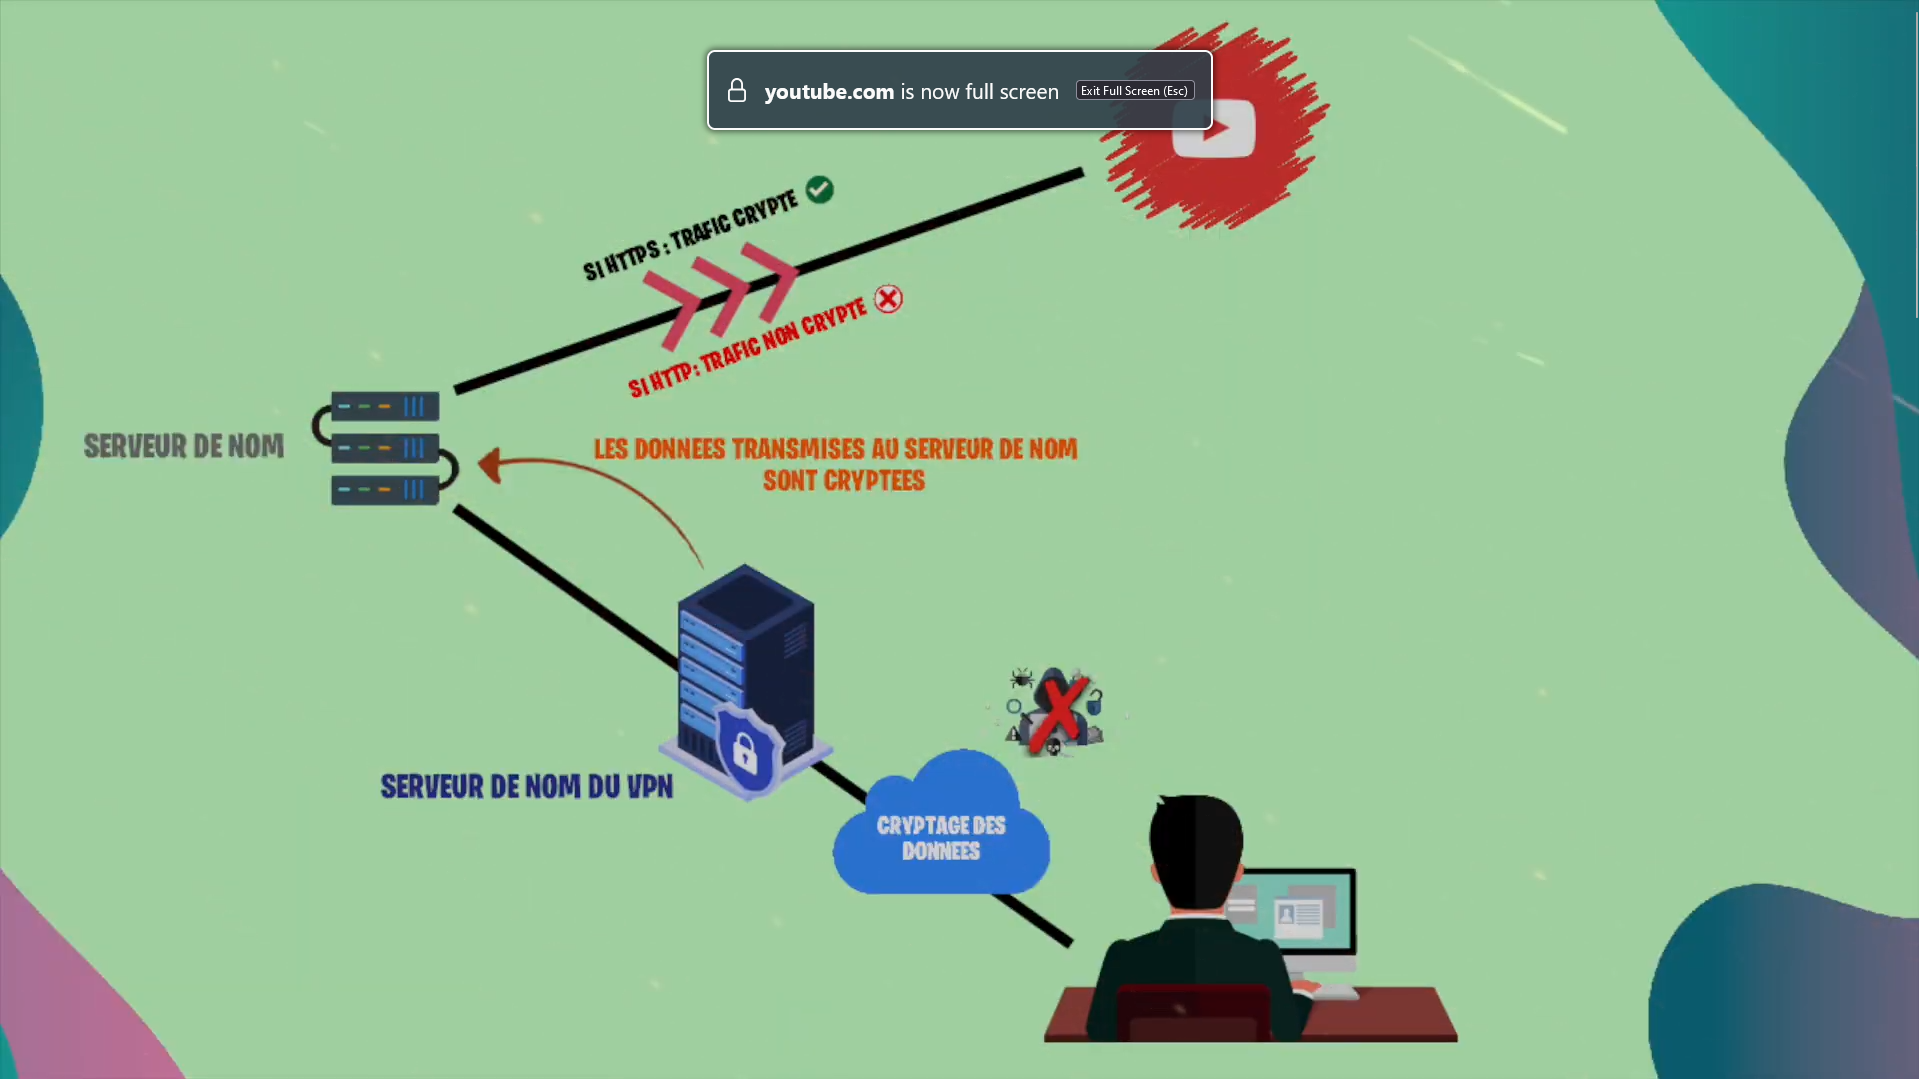 youtube.com is now full screen Exit Full Screen (Esc)
SI HTTPS : TRAFIC CRYPTE
SI HTTP: TRAFIC NON CRYPTE
SERVEUR DE NOM
LES DONNEES TRANSMISES AU SERVEUR DE NOM
SONT CRYPTEES
SERVEUR DE NOM DU VPN
CRYPTAGE DES
DONNEES